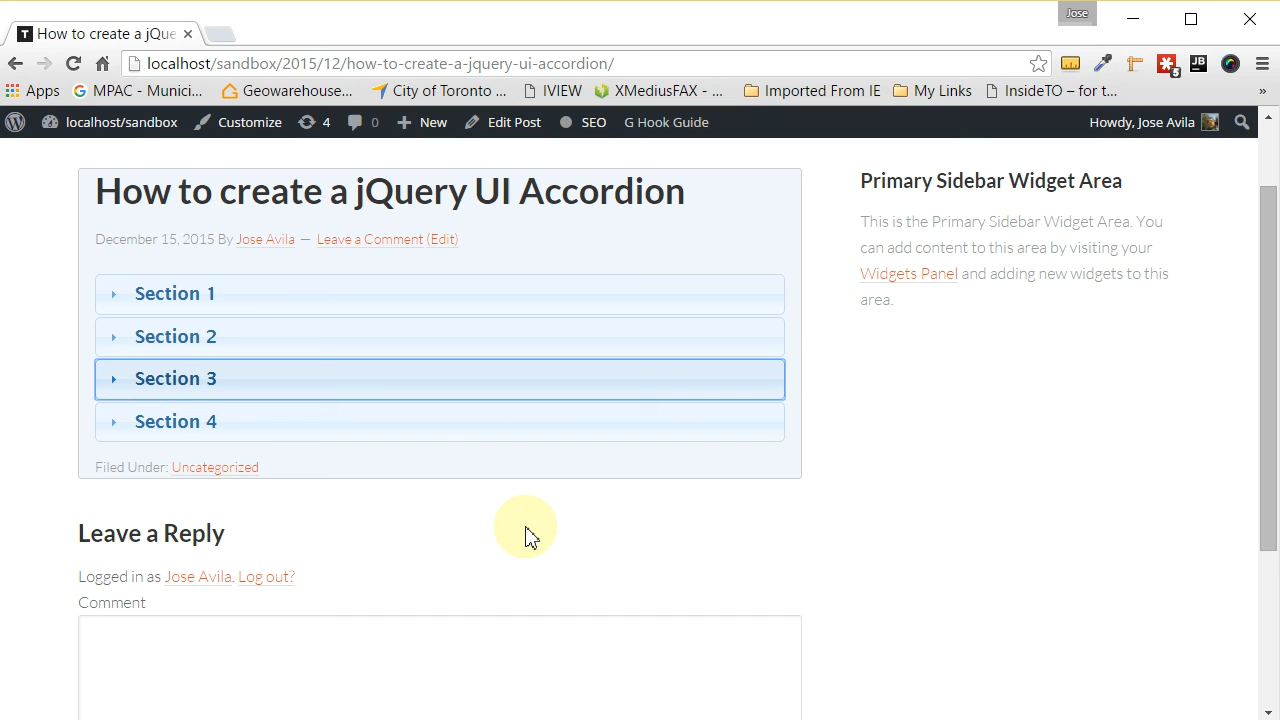 Jose
How to create a jQue
localhost/sandbox/2015/12/how-to-create-a-jquery-ui-accordion/
5
JB
Apps
MPAC - Munici...
Geowarehouse...
City of Toronto ...
IVIEW
XMediusFAX - ...
Imported From IE
My Links
InsideTO – for t...
»
localhost/sandbox
Customize
4
0
New
Edit Post
SEO
G Hook Guide
Howdy, Jose Avila
How to create a jQuery UI Accordion
December 15, 2015 By Jose Avila — Leave a Comment (Edit)
Section 1
Section 2
Section 3
Section 4
Filed Under: Uncategorized
Primary Sidebar Widget Area
This is the Primary Sidebar Widget Area. You
can add content to this area by visiting your
Widgets Panel and adding new widgets to this
area.
Leave a Reply
Logged in as Jose Avila. Log out?
Comment